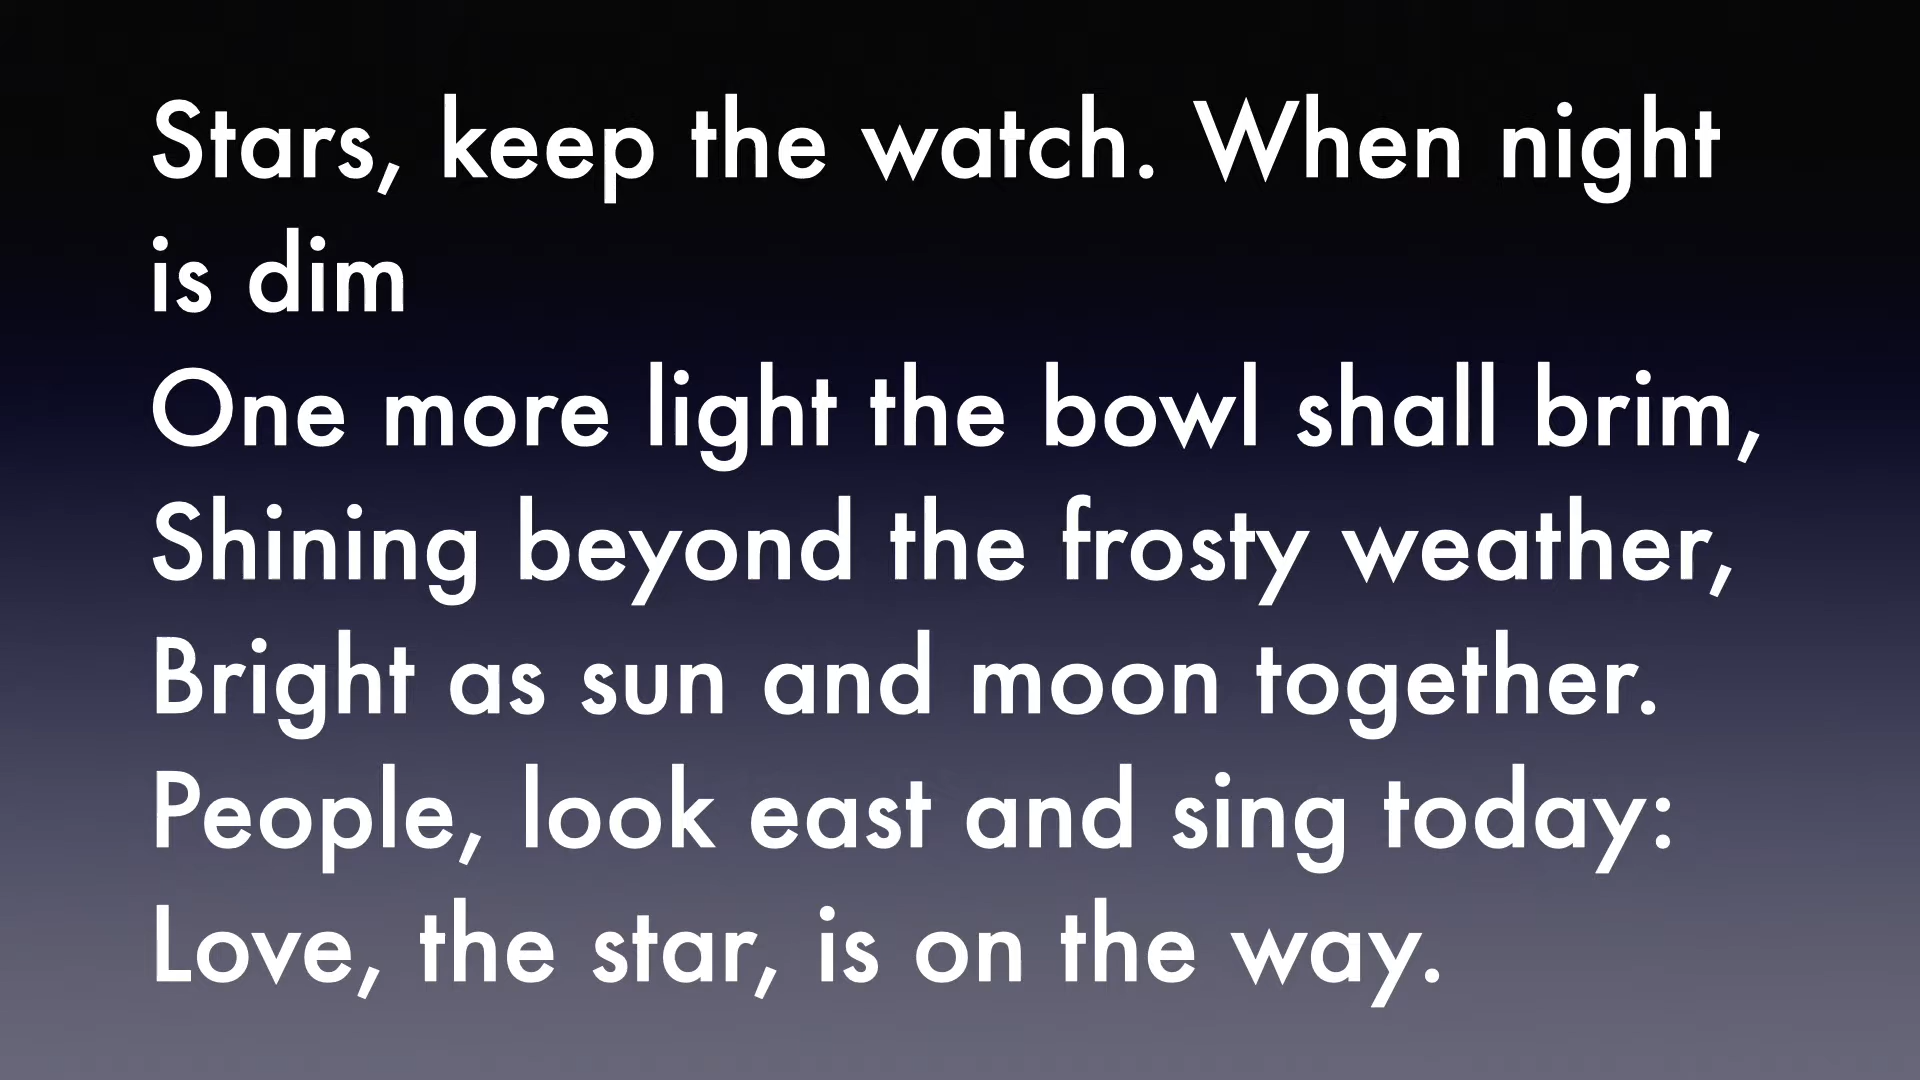 Stars, keep the watch. When night
is dim
One more light the bowl shall brim,
Shining beyond the frosty weather,
Bright as sun and moon together.
People, look east and sing today:
Love, the star, is on the way.